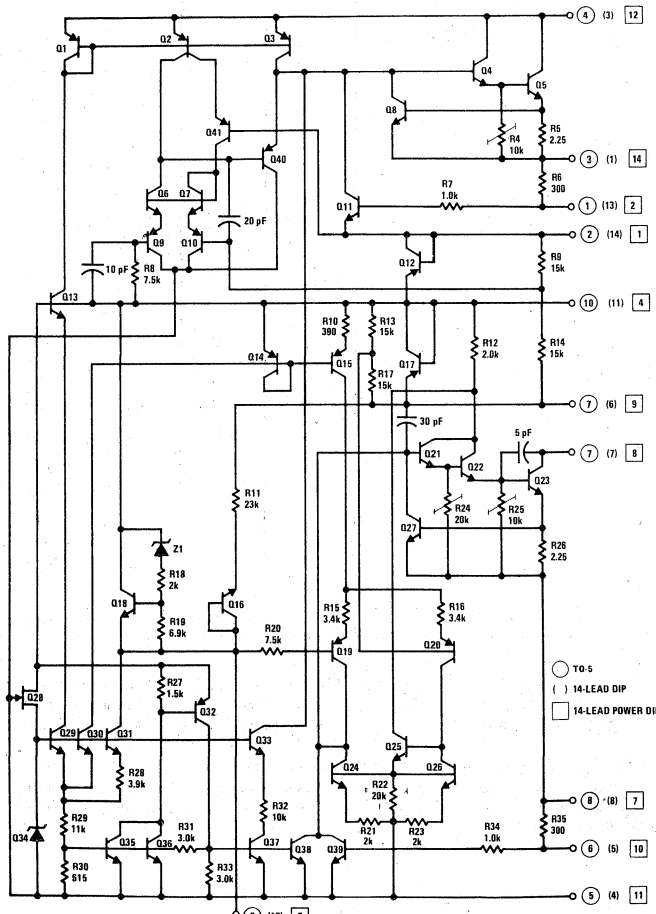 4 (3) 12
Q1
Q2
Q3
Q4
Q5
Q8
Q41
R4
10k
R5
2.25
3 (1) 14
Q40
R6
300
R7
1.0k
Q6
Q7
Q11
1 (13) 2
20 pF
2 (14) 1
Q9
Q10
Q12
R9
15k
10 pF
R8
7.5k
Q13
10 (11) 4
R10
390
R13
15k
R12
2.0k
R14
15k
Q14
Q15
Q17
R17
15k
7 (6) 9
30 pF
5 pF
Q21
7 (7) 8
Q22
Q23
R11
23k
R24
20k
R25
10k
Q27
R26
2.25
Z1
R18
2k
Q18
Q16
R15
3.4k
R16
3.4k
R19
6.9k
R20
7.5k
Q19
Q20
TO-5
( ) 14-LEAD DIP
14-LEAD POWER DI
R27
1.5k
Q28
Q32
Q29
Q30
Q31
Q33
Q25
Q24
Q26
R28
3.9k
R22
20k
8 (8) 7
R32
10k
R29
11k
R21
2k
R23
2k
R35
300
Q34
R31
3.0k
R34
1.0k
6 (5) 10
R30
515
Q35
Q36
R33
3.0k
Q37
Q38
Q39
5 (4) 11